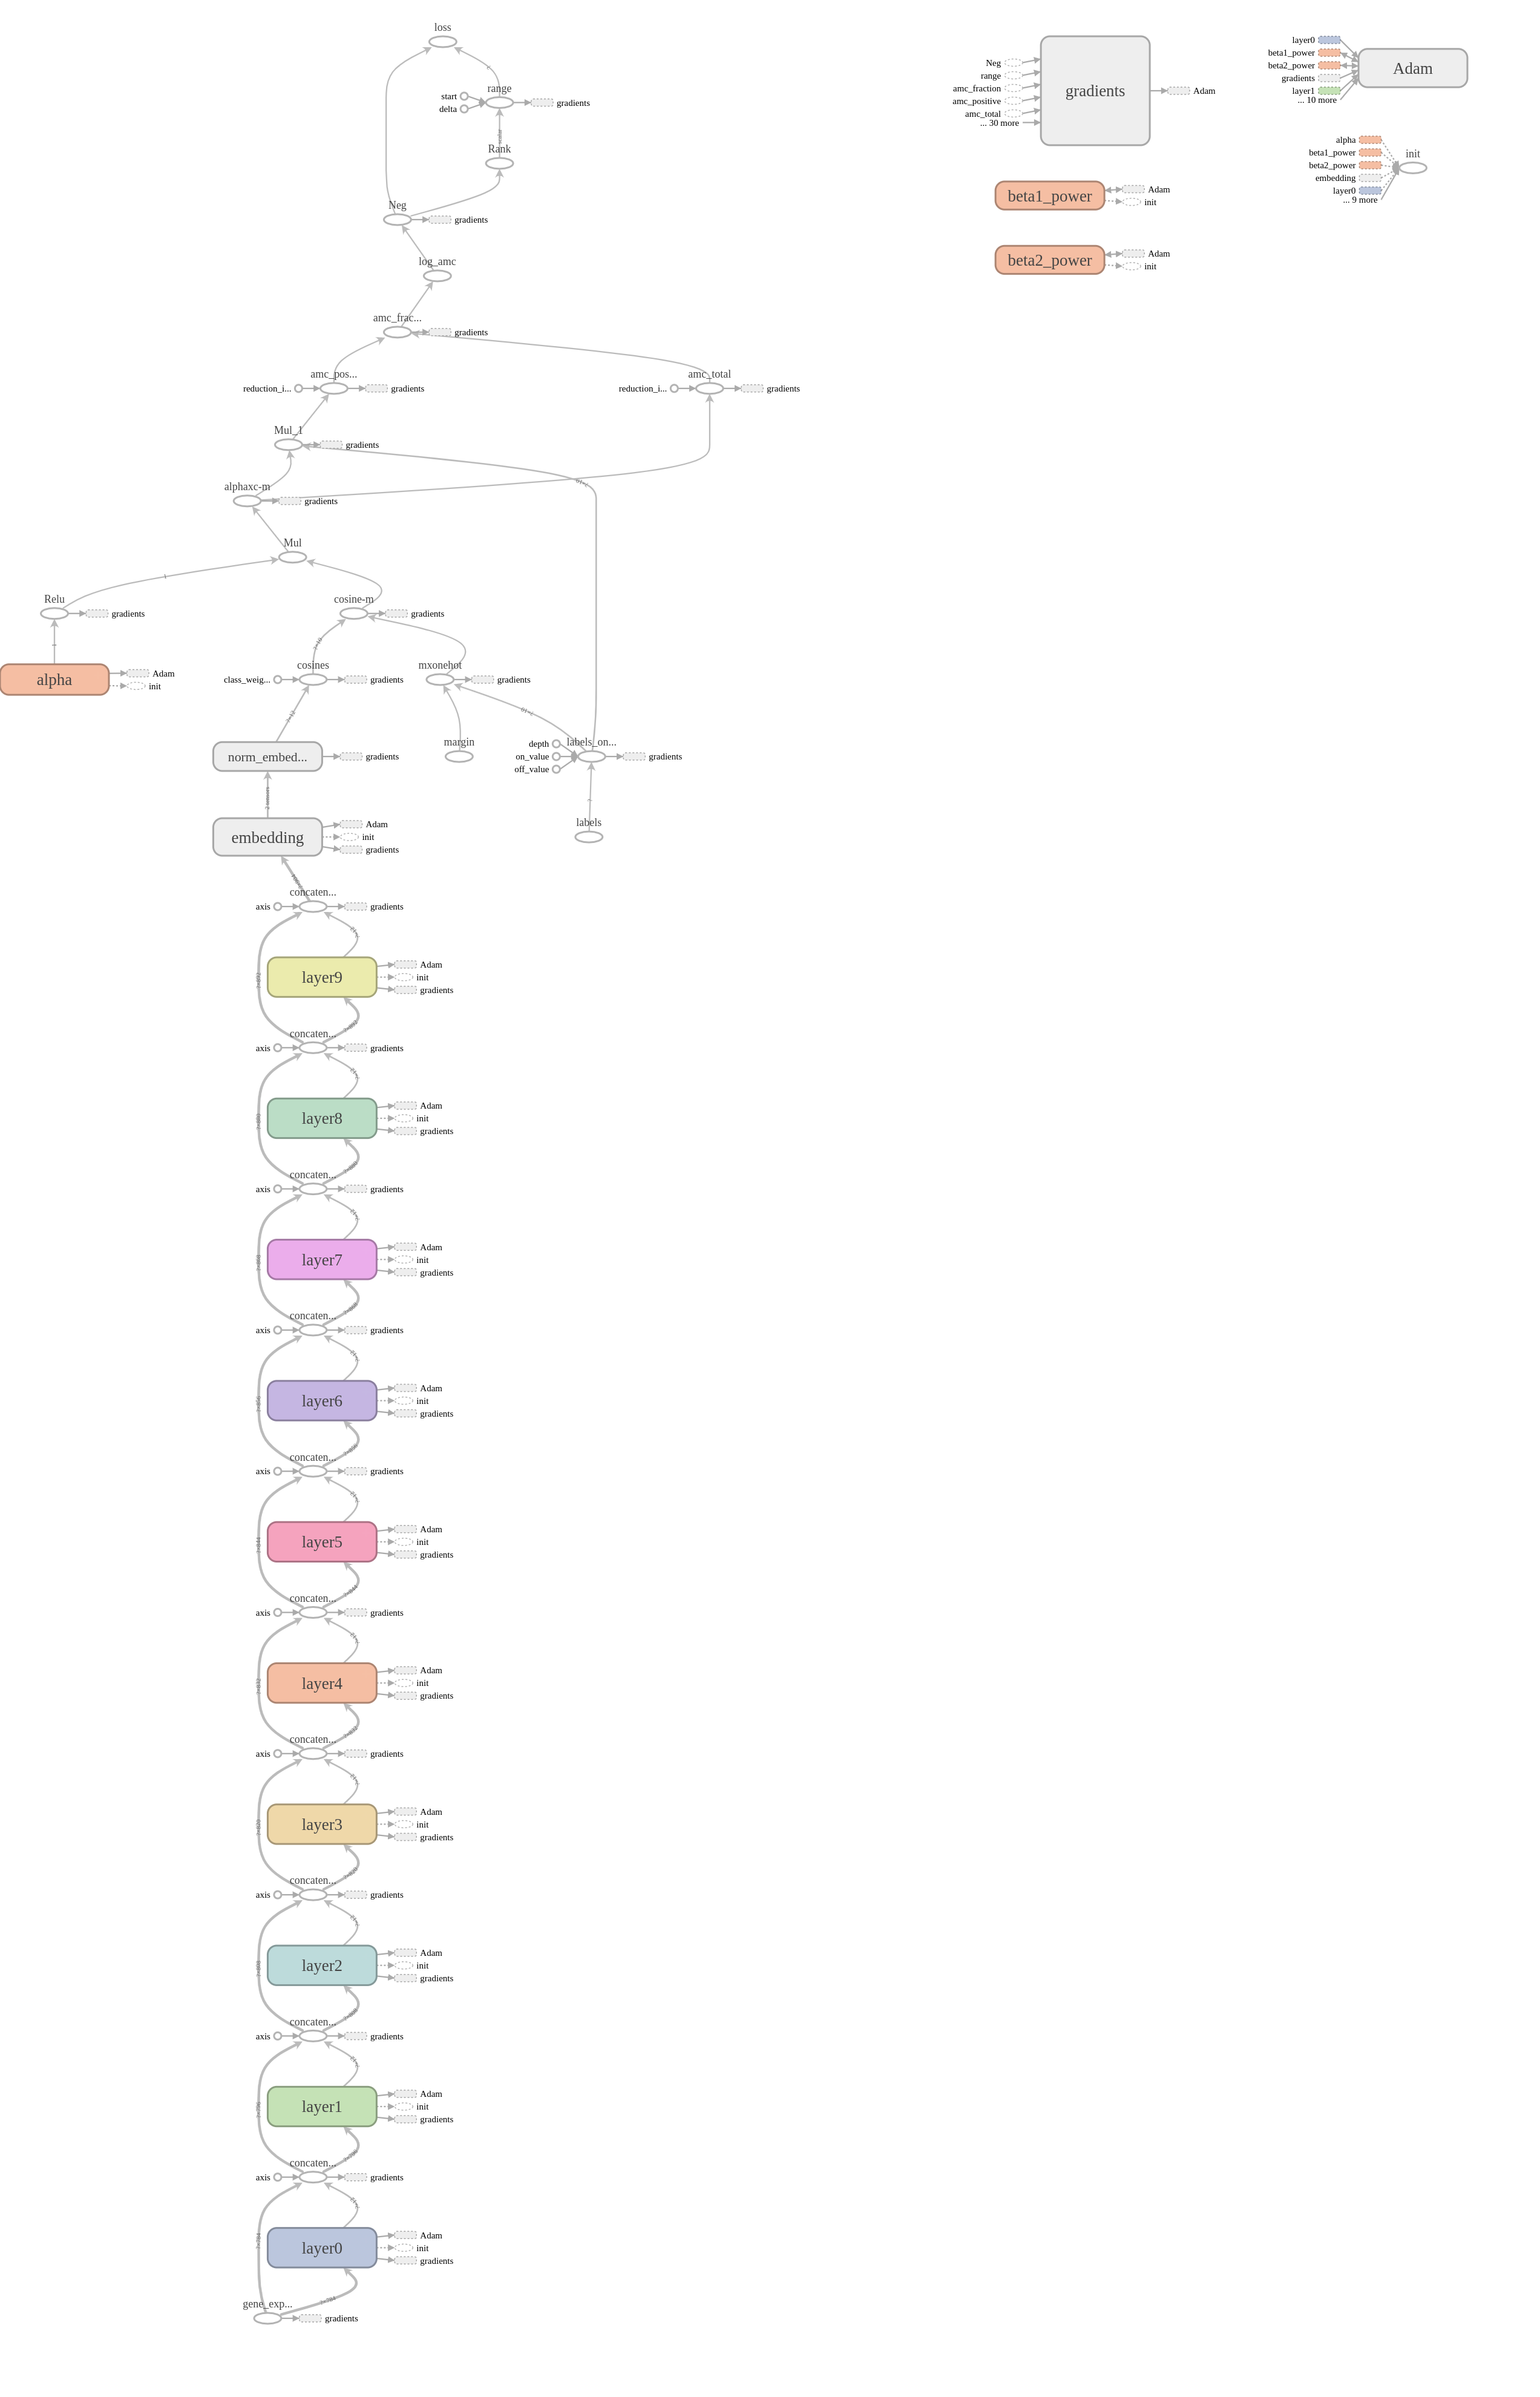 loss
range
start
delta
gradients
scalar
Rank
Neg
gradients
log_amc
amc_frac...
gradients
amc_pos...
reduction_i...
gradients
amc_total
reduction_i...
gradients
Mul_1
gradients
alphaxc-m
gradients
Mul
Relu
gradients
cosine-m
gradients
alpha
Adam
init
cosines
class_weig...
gradients
mxonehot
gradients
norm_embed...
gradients
margin
labels_on...
depth
on_value
off_value
gradients
2 tensors
labels
embedding
Adam
init
gradients
concaten...
axis
gradients
layer9
Adam
init
gradients
concaten...
axis
gradients
layer8
Adam
init
gradients
concaten...
axis
gradients
layer7
Adam
init
gradients
concaten...
axis
gradients
layer6
Adam
init
gradients
concaten...
axis
gradients
layer5
Adam
init
gradients
concaten...
axis
gradients
layer4
Adam
init
gradients
concaten...
axis
gradients
layer3
Adam
init
gradients
concaten...
axis
gradients
layer2
Adam
init
gradients
concaten...
axis
gradients
layer1
Adam
init
gradients
concaten...
axis
gradients
layer0
Adam
init
gradients
gene_exp...
gradients
gradients
Neg
range
amc_fraction
amc_positive
amc_total
... 30 more
Adam
beta1_power
Adam
init
beta2_power
Adam
init
Adam
layer0
beta1_power
beta2_power
gradients
layer1
... 10 more
init
alpha
beta1_power
beta2_power
embedding
layer0
... 9 more